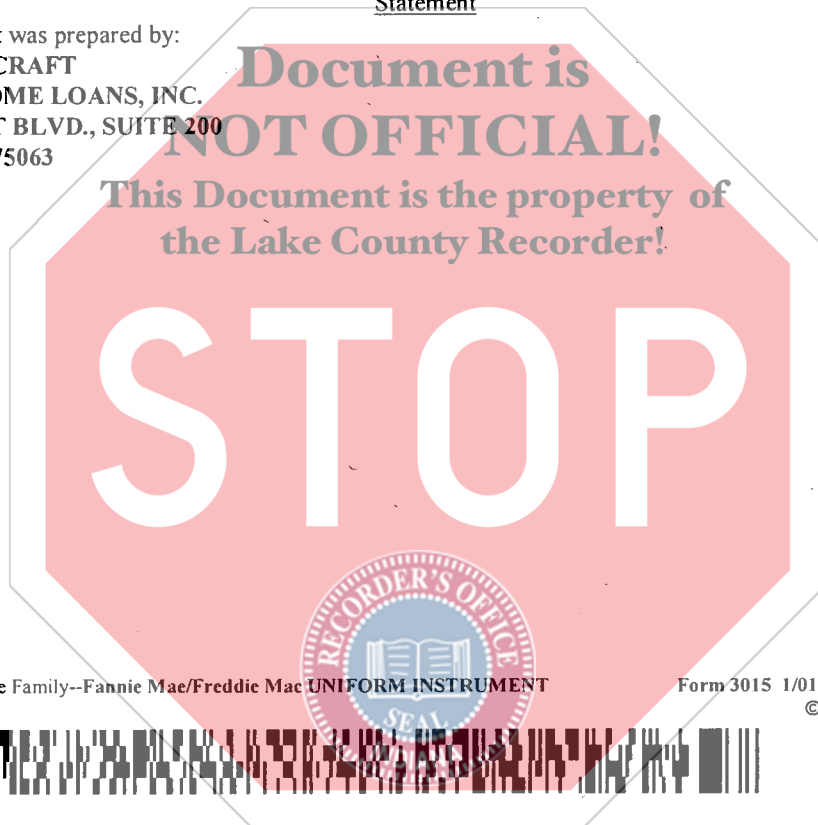 Statement
was prepared by:
CRAFT
OME LOANS, INC.
BLVD., SUITE 200
75063
Document is
NOT OFFICIAL!
This Document is the property of
the Lake County Recorder!
STOP
RECORDER'S OFFICE
SEAL
INDIANA
e Family--Fannie Mae/Freddie Mac UNIFORM INSTRUMENT
Form 3015 1/01
©